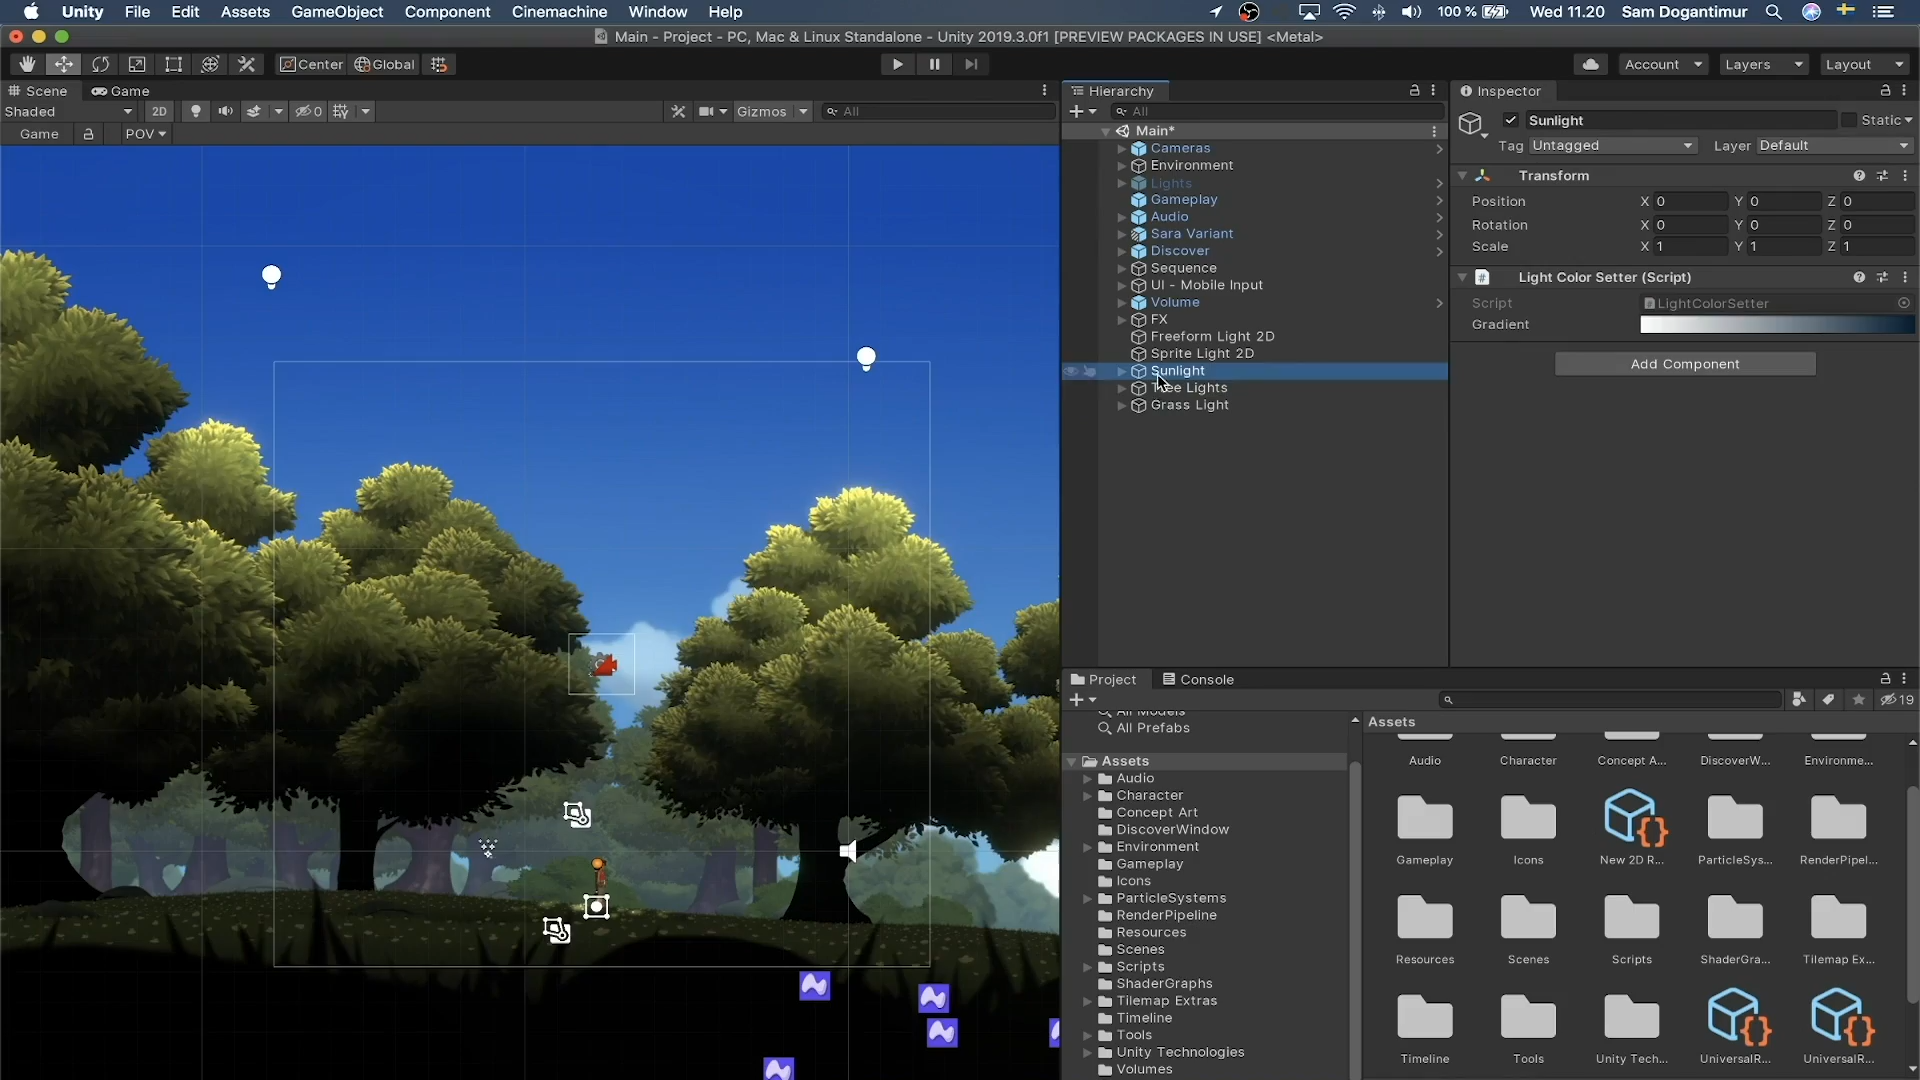 Unity File Edit Assets GameObject Component Cinemachine Window Help
100 % Wed 11.20 Sam Dogantimur
Main - Project - PC, Mac & Linux Standalone - Unity 2019.3.0f1 [PREVIEW PACKAGES IN USE] <Metal>
Center Global
Account Layers Layout
Scene Game
Shaded 2D 0 Gizmos All
Game POV
Hierarchy
All
Main*
Cameras
Environment
Lights
Gameplay
Audio
Sara Variant
Discover
Sequence
UI - Mobile Input
Volume
FX
Freeform Light 2D
Sprite Light 2D
Sunlight
Tree Lights
Grass Light
Inspector
Sunlight Static
Tag Untagged Layer Default
Transform
Position X 0 Y 0 Z 0
Rotation X 0 Y 0 Z 0
Scale X 1 Y 1 Z 1
Light Color Setter (Script)
Script LightColorSetter
Gradient
Add Component
Project Console
19
All Models
All Prefabs
Assets
Audio
Character
Concept Art
DiscoverWindow
Environment
Gameplay
Icons
ParticleSystems
RenderPipeline
Resources
Scenes
Scripts
ShaderGraphs
Tilemap Extras
Timeline
Tools
Unity Technologies
Volumes
Assets
Audio Character Concept A... DiscoverW... Environme...
Gameplay Icons New 2D R... ParticleSys... RenderPipel...
Resources Scenes Scripts ShaderGra... Tilemap Ex...
Timeline Tools Unity Tech... UniversalR... UniversalR...